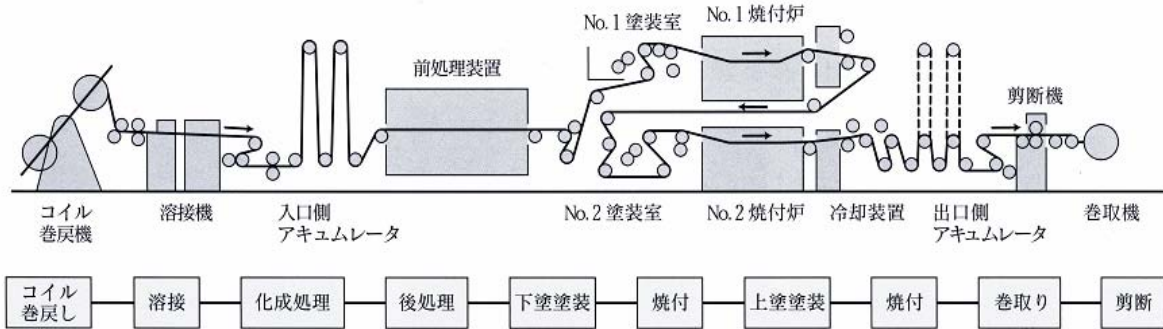 No.1 塗装室
No.1 焼付炉
前処理装置
剪断機
コイル
巻戻機
溶接機
入口側
アキュムレータ
No.2 塗装室
No.2 焼付炉
冷却装置
出口側
アキュムレータ
巻取機
コイル
巻戻し
溶接
化成処理
後処理
下塗塗装
焼付
上塗塗装
焼付
巻取り
剪断